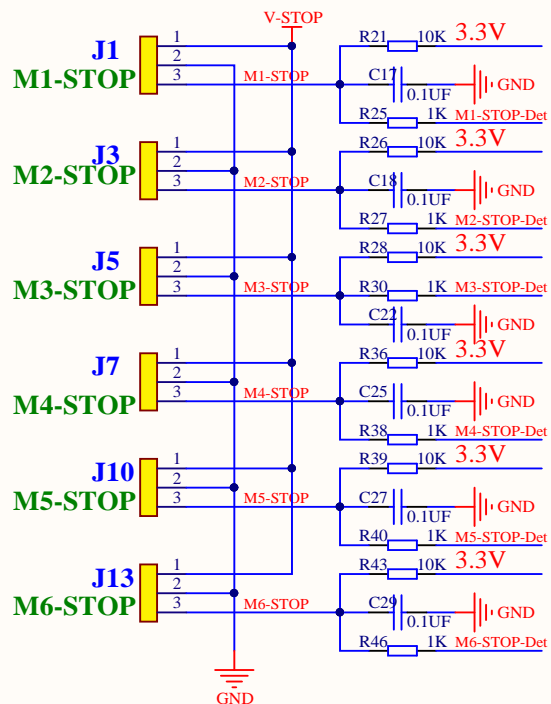 V-STOP
J1
M1-STOP
1
2
3
M1-STOP
R21 10K 3.3V
C17 0.1UF GND
R25 1K M1-STOP-Det
J3
M2-STOP
1
2
3
M2-STOP
R26 10K 3.3V
C18 0.1UF GND
R27 1K M2-STOP-Det
J5
M3-STOP
1
2
3
M3-STOP
R28 10K 3.3V
R30 1K M3-STOP-Det
C22 0.1UF GND
J7
M4-STOP
1
2
3
M4-STOP
R36 10K 3.3V
C25 0.1UF GND
R38 1K M4-STOP-Det
J10
M5-STOP
1
2
3
M5-STOP
R39 10K 3.3V
C27 0.1UF GND
R40 1K M5-STOP-Det
J13
M6-STOP
1
2
3
M6-STOP
R43 10K 3.3V
C29 0.1UF GND
R46 1K M6-STOP-Det
GND